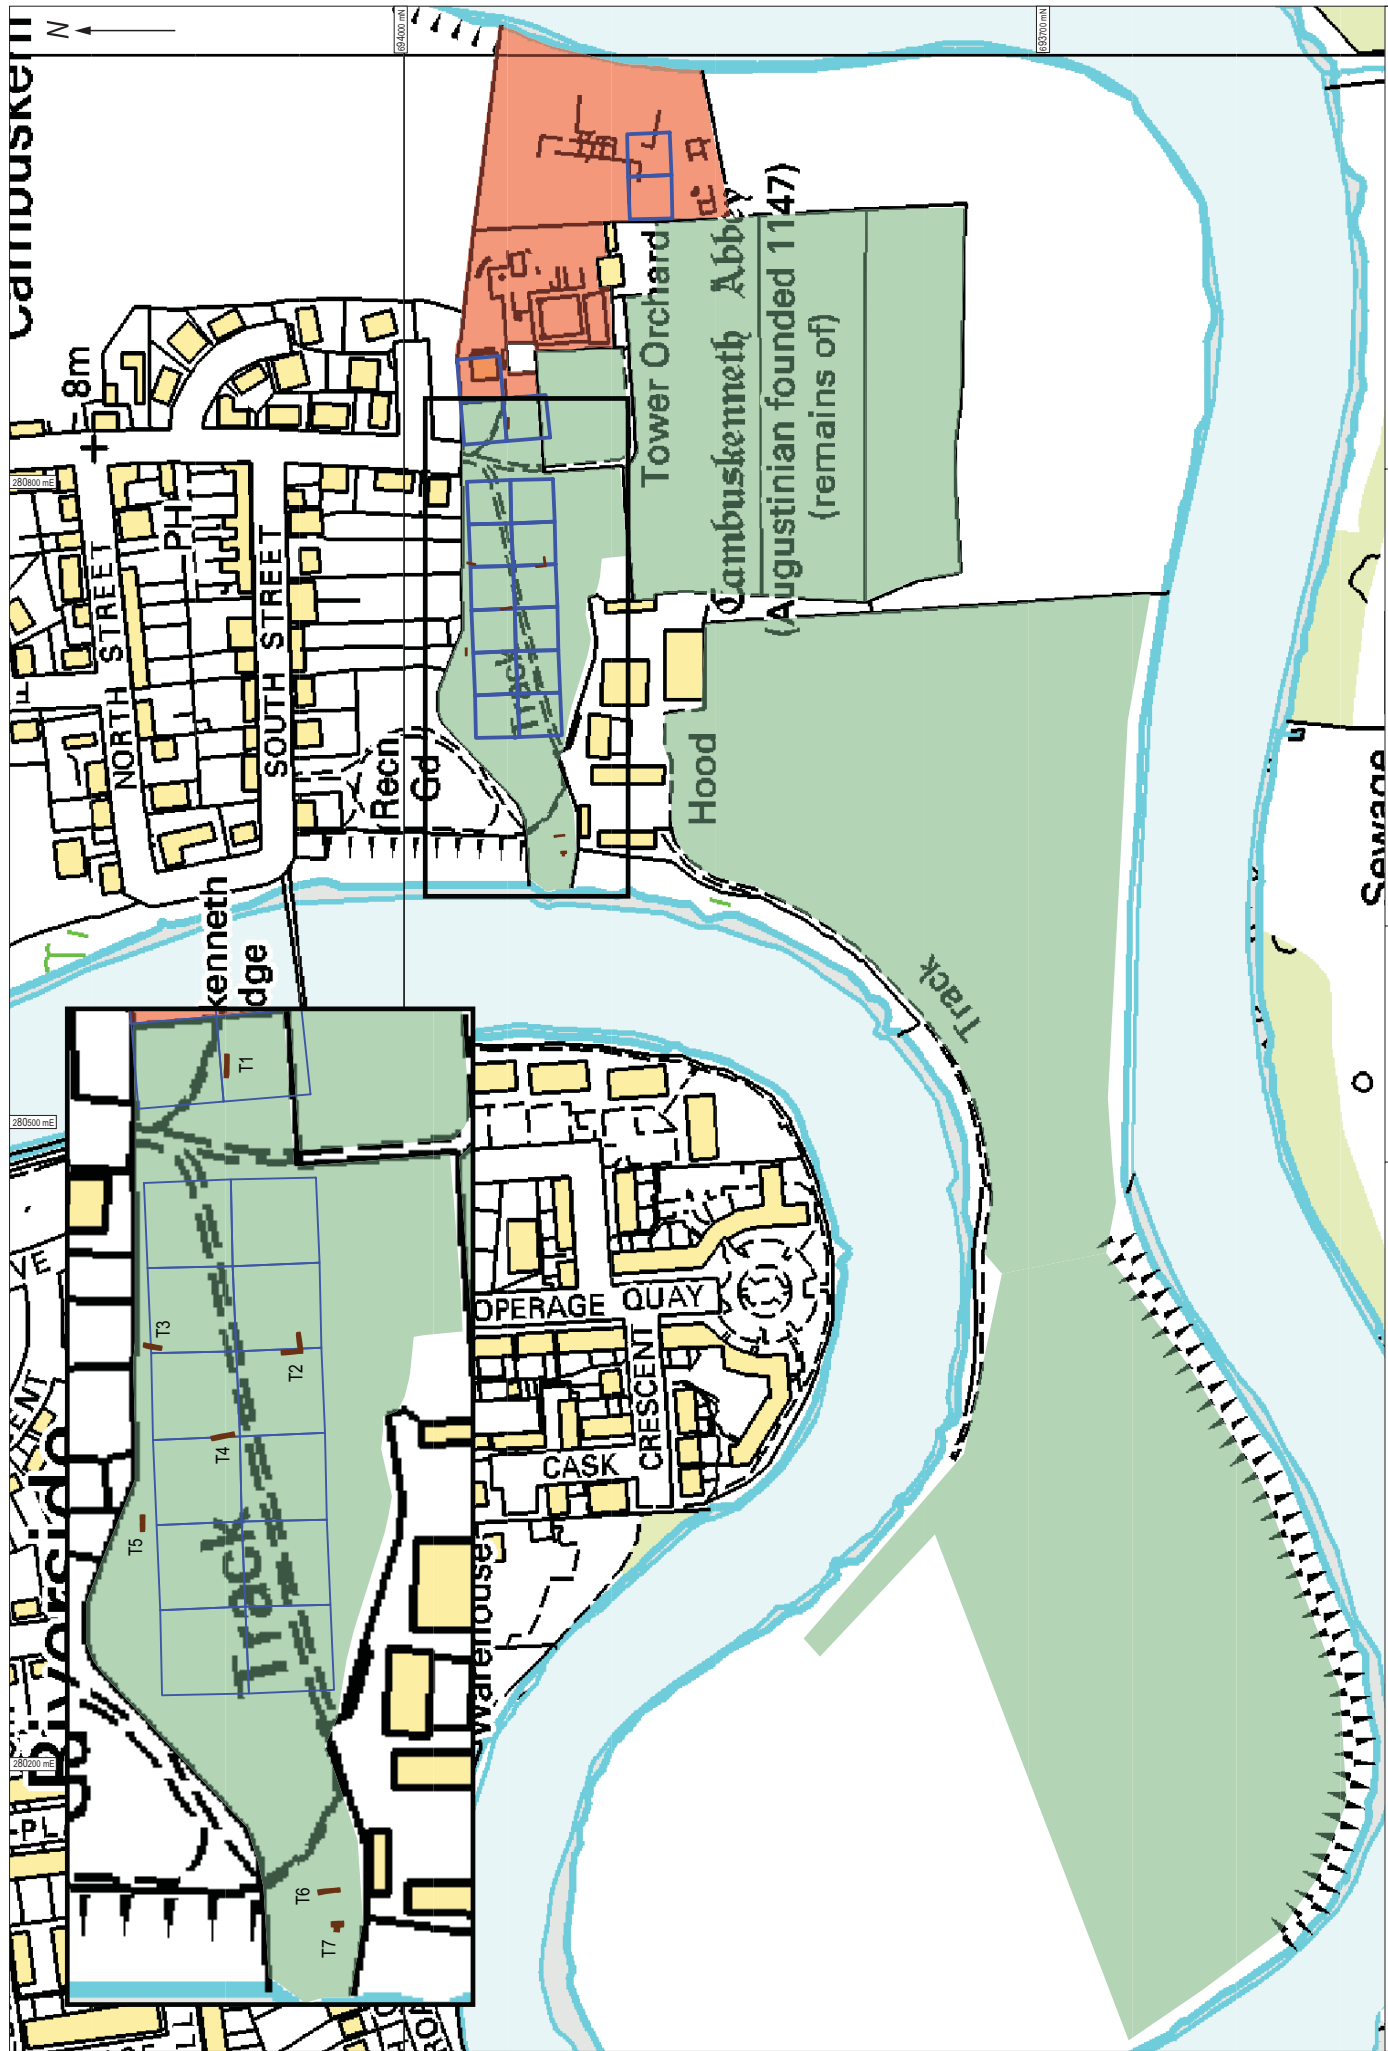 N
694000 mN
693700 mN
Cambuskenn
8m
280800 mE
PH
NORTH STREET
SOUTH STREET
Recn
Gd
Track
Tower Orchard
Cambuskenneth Abbey
(Augustinian founded 1147)
(remains of)
Hood
Track
Sewage
kenneth
dge
280500 mE
VE
ENT
Riverside
T1
T2
T3
T4
T5
T6
T7
Track
280200 mE
PL
OPERAGE QUAY
CRESCENT
CASK
Warehouse